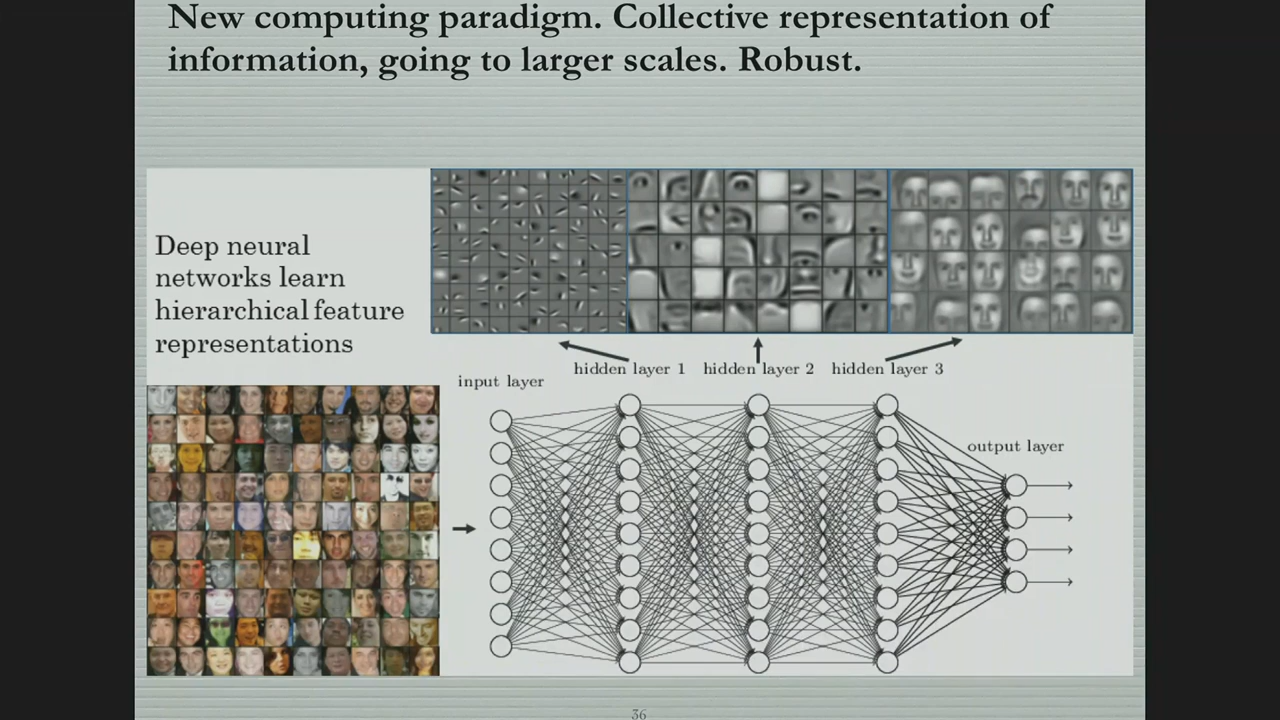 New computing paradigm. Collective representation of
information, going to larger scales. Robust.
Deep neural
networks learn
hierarchical feature
representations
input layer
hidden layer 1
hidden layer 2
hidden layer 3
output layer
36